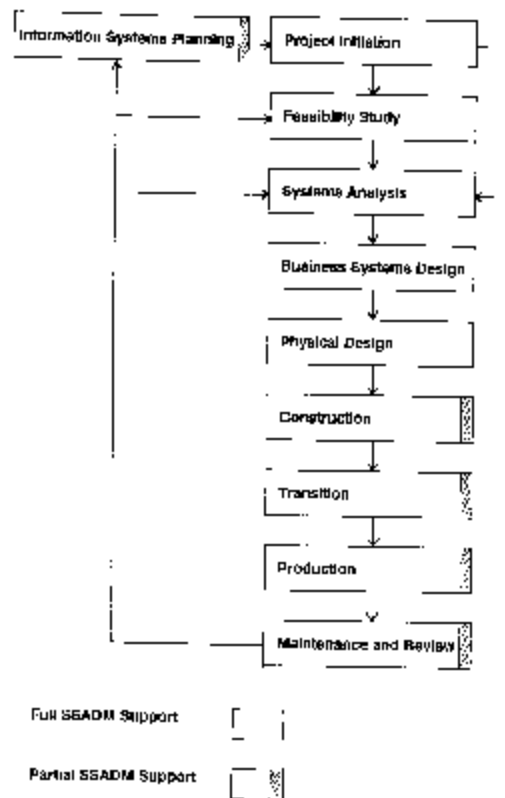 Information Systems Planning
Project Initiation
Feasibility Study
Systems Analysis
Business Systems Design
Physical Design
Construction
Transition
Production
Maintenance and Review
Full SSADM Support
Partial SSADM Support